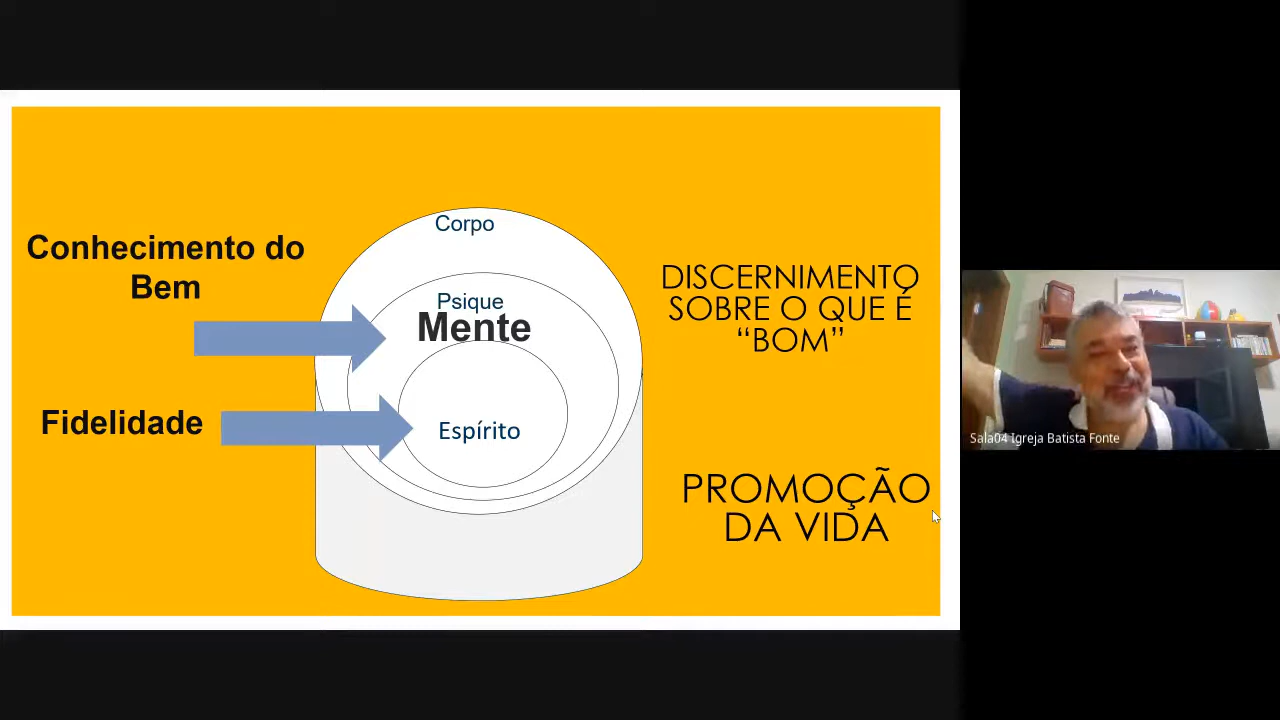 Conhecimento do
Bem
Fidelidade
Corpo
Psique
Mente
Espírito
DISCERNIMENTO
SOBRE O QUE É
“BOM”
PROMOÇÃO
DA VIDA
Sala04 Igreja Batista Fonte